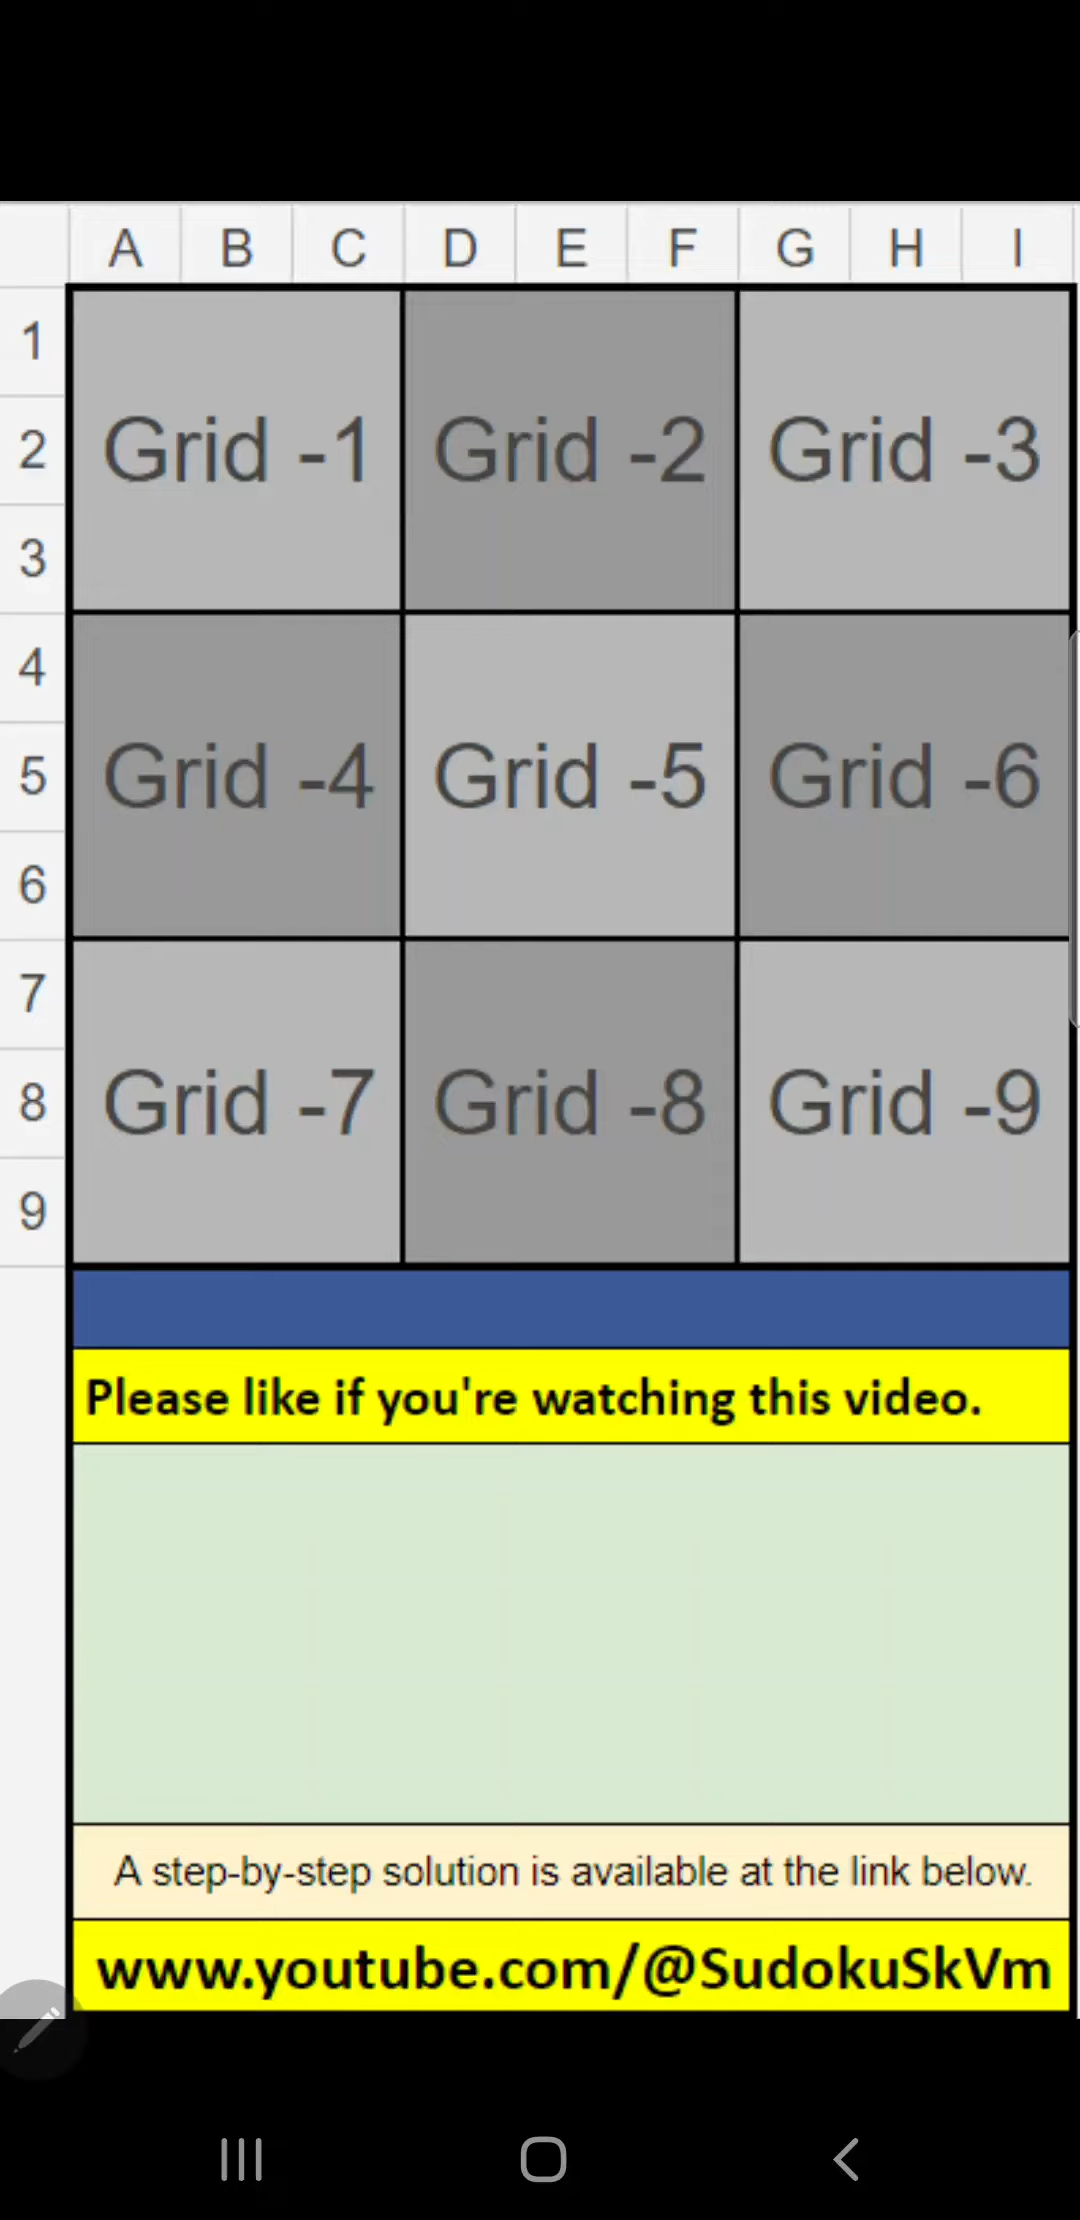 A B C D E F G H I
1
2 Grid -1 Grid -2 Grid -3
3
4
5 Grid -4 Grid -5 Grid -6
6
7
8 Grid -7 Grid -8 Grid -9
9
Please like if you're watching this video.
A step-by-step solution is available at the link below.
www.youtube.com/@SudokuSkVm